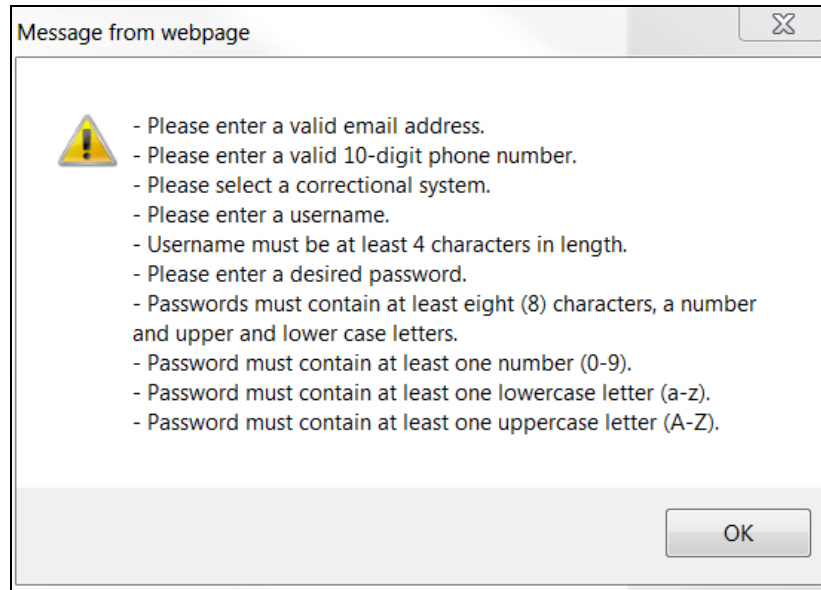 Message from webpage
- Please enter a valid email address.
- Please enter a valid 10-digit phone number.
- Please select a correctional system.
- Please enter a username.
- Username must be at least 4 characters in length.
- Please enter a desired password.
- Passwords must contain at least eight (8) characters, a number
and upper and lower case letters.
- Password must contain at least one number (0-9).
- Password must contain at least one lowercase letter (a-z).
- Password must contain at least one uppercase letter (A-Z).
OK